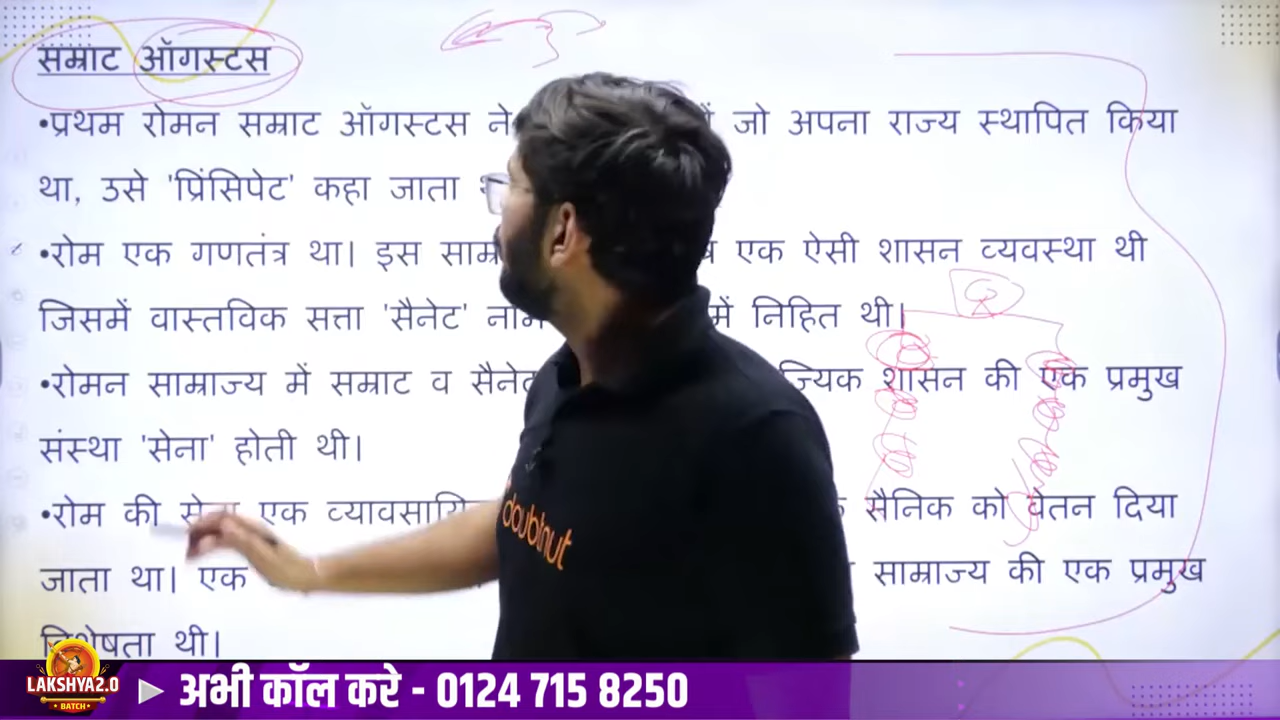 सम्राट ऑगस्टस
•प्रथम रोमन सम्राट ऑगस्टस ने जो अपना राज्य स्थापित किया
था, उसे 'प्रिंसिपेट' कहा जाता
•रोम एक गणतंत्र था। इस एक ऐसी शासन व्यवस्था थी
जिसमें वास्तविक सत्ता 'सैनेट' में निहित थी।
•रोमन साम्राज्य में सम्राट व शासन की एक प्रमुख
संस्था 'सेना' होती थी।
•रोम की सेना एक सैनिक को वेतन दिया
जाता था। एक साम्राज्य की एक प्रमुख
विशेषता थी।
doubtnut
LAKSHYA2.0
BATCH
अभी कॉल करे - 0124 715 8250